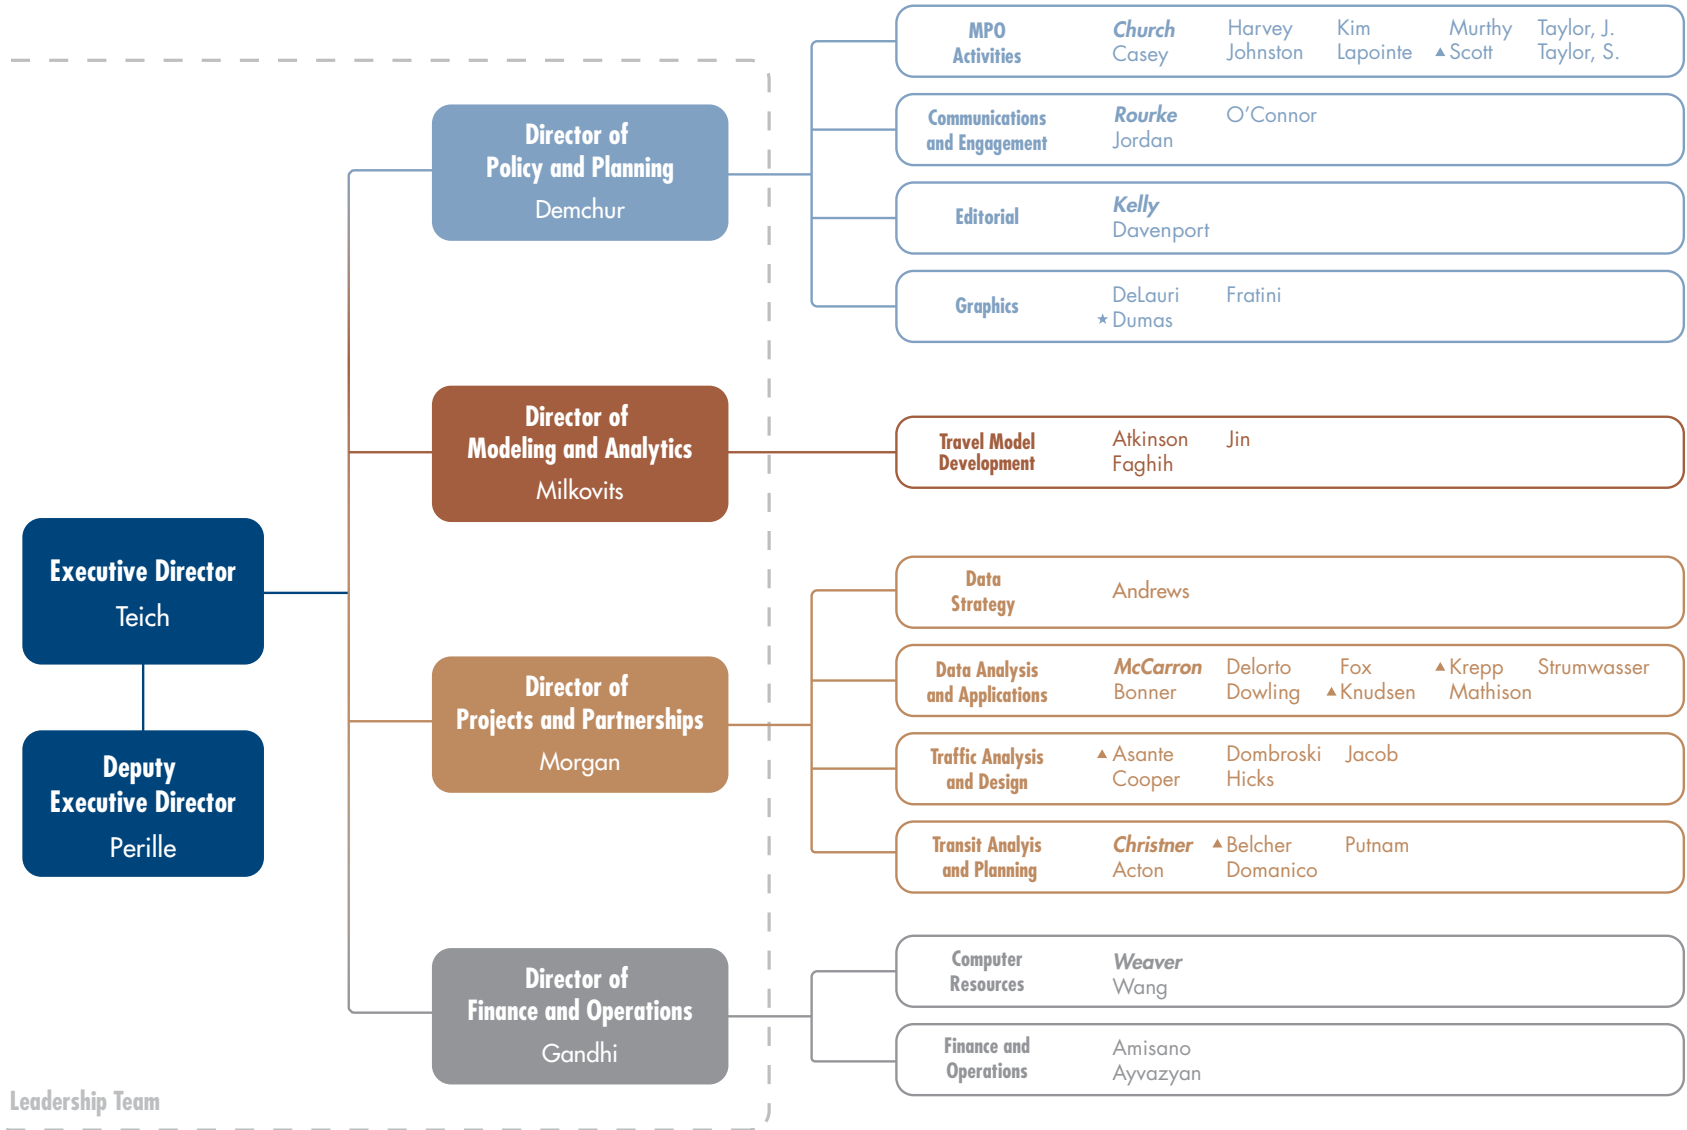 Executive Director
Teich
Deputy
Executive Director
Perille
Leadership Team
Director of
Policy and Planning
Demchur
MPO
Activities
Church Harvey Kim Murthy Taylor, J.
Casey Johnston Lapointe ▲Scott Taylor, S.
Communications
and Engagement
Rourke O'Connor
Jordan
Editorial
Kelly
Davenport
Graphics
DeLauri Fratini
★Dumas
Director of
Modeling and Analytics
Milkovits
Travel Model
Development
Atkinson Jin
Faghih
Director of
Projects and Partnerships
Morgan
Data
Strategy
Andrews
Data Analysis
and Applications
McCarron Delorto Fox ▲Krepp Strumwasser
Bonner Dowling ▲Knudsen Mathison
Traffic Analysis
and Design
▲Asante Dombroski Jacob
Cooper Hicks
Transit Analyis
and Planning
Christner ▲Belcher Putnam
Acton Domanico
Director of
Finance and Operations
Gandhi
Computer
Resources
Weaver
Wang
Finance and
Operations
Amisano
Ayvazyan